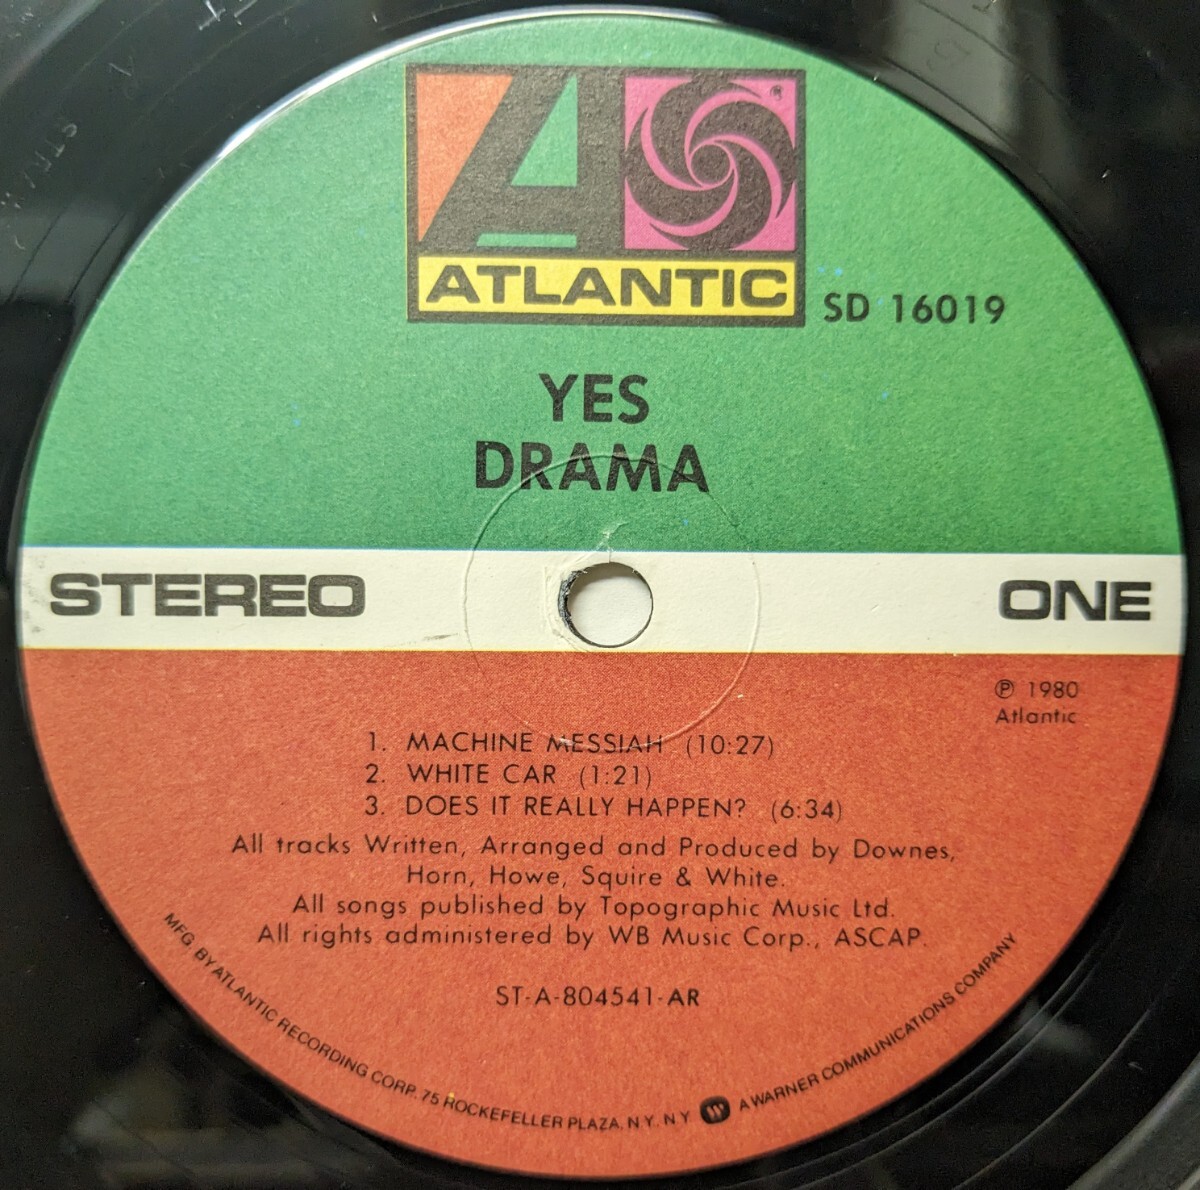 ATLANTIC
®
SD 16019
YES
DRAMA
STEREO
ONE
℗ 1980
Atlantic
1. MACHINE MESSIAH (10:27)
2. WHITE CAR (1:21)
3. DOES IT REALLY HAPPEN? (6:34)
All tracks Written, Arranged and Produced by Downes,
Horn, Howe, Squire & White.
All songs published by Topographic Music Ltd.
All rights administered by WB Music Corp., ASCAP.
ST-A-804541-AR
MFG BY ATLANTIC RECORDING CORP. 75 ROCKEFELLER PLAZA, N.Y. N.Y. A WARNER COMMUNICATIONS COMPANY